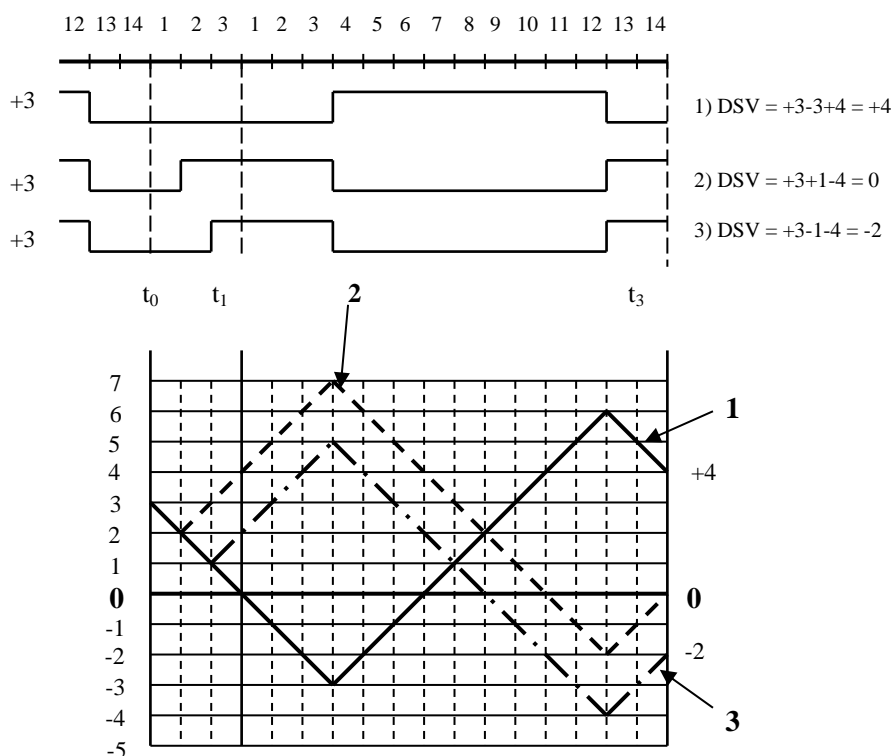 12 13 14 1 2 3 1 2 3 4 5 6 7 8 9 10 11 12 13 14
+3 1) DSV = +3-3+4 = +4
+3 2) DSV = +3+1-4 = 0
+3 3) DSV = +3-1-4 = -2
t0 t1 2 t3
7
6 1
5
4 +4
3
2
1
0 0
-1
-2 -2
-3
-4 3
-5